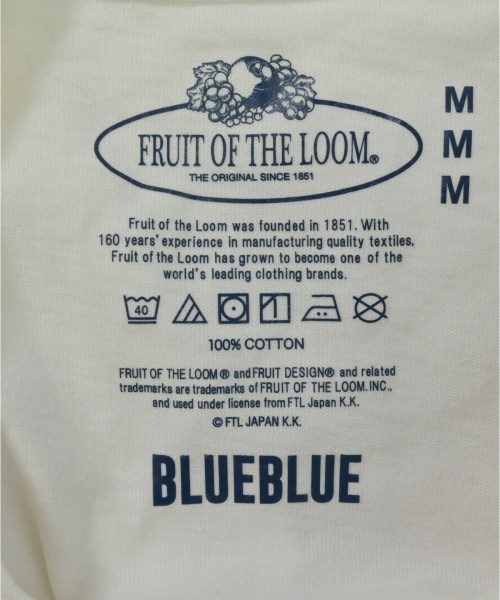 FRUIT OF THE LOOM®
THE ORIGINAL SINCE 1851
M
M
M
Fruit of the Loom was founded in 1851. With
160 years' experience in manufacturing quality textiles,
Fruit of the Loom has grown to become one of the
world's leading clothing brands.
40
1
100% COTTON
FRUIT OF THE LOOM® and FRUIT DESIGN® and related
trademarks are trademarks of FRUIT OF THE LOOM. INC.,
and used under license from FTL Japan K.K.
© FTL JAPAN K.K.
BLUEBLUE